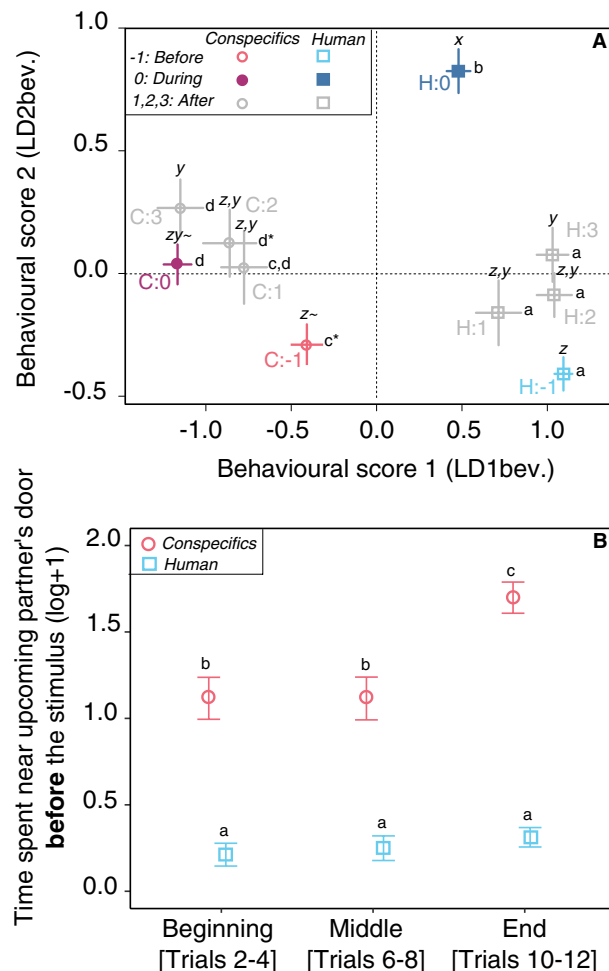 A
Conspecifics Human
-1: Before
0: During
1,2,3: After
1.0
0.5
0.0
-0.5
Behavioural score 2 (LD2bev.)
x
H:0 b
y
C:3 d
z,y
C:2 d*
zy~
C:0 d
z,y
C:1 c,d
z~
C:-1 c*
y
H:3 a
z,y
H:2 a
z,y
H:1 a
z
H:-1 a
-1.0 -0.5 0.0 0.5 1.0
Behavioural score 1 (LD1bev.)
B
Conspecifics
Human
Time spent near upcoming partner's door
before the stimulus (log+1)
2.0
1.5
1.0
0.5
0.0
b b c
a a a
Beginning Middle End
[Trials 2-4] [Trials 6-8] [Trials 10-12]